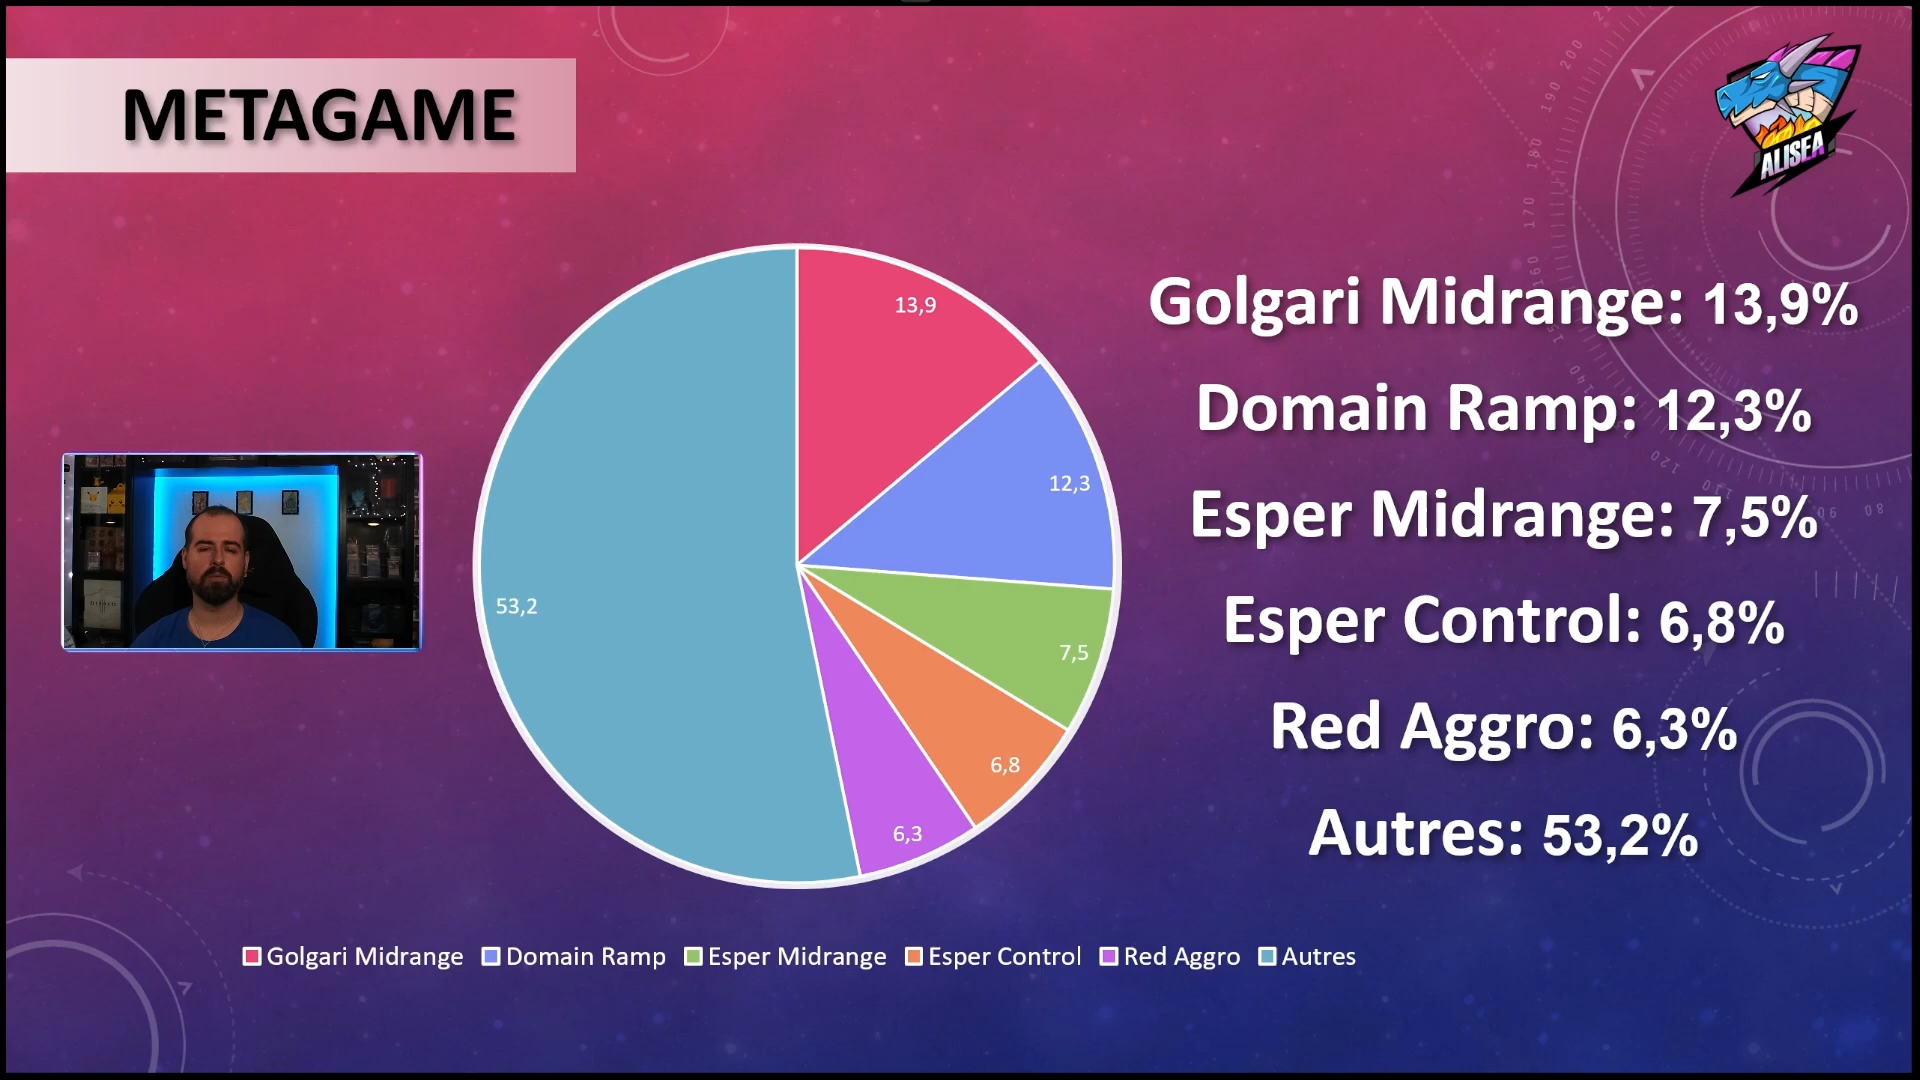 METAGAME
ALISEA
13,9
12,3
7,5
6,8
6,3
53,2
Golgari Midrange: 13,9%
Domain Ramp: 12,3%
Esper Midrange: 7,5%
Esper Control: 6,8%
Red Aggro: 6,3%
Autres: 53,2%
Golgari Midrange Domain Ramp Esper Midrange Esper Control Red Aggro Autres